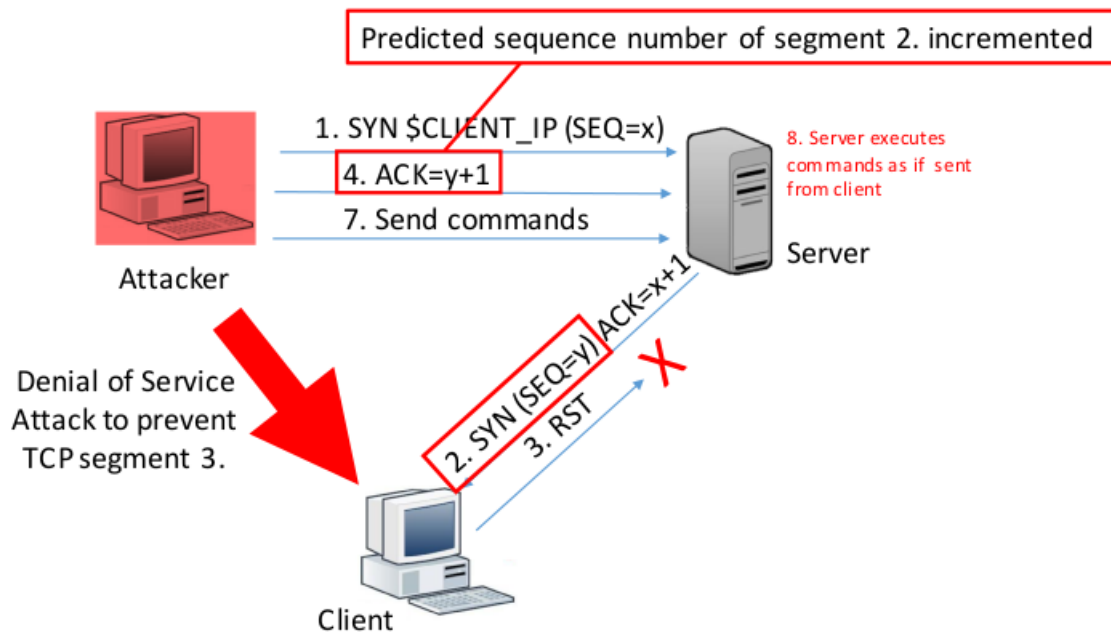 Predicted sequence number of segment 2. incremented
1. SYN $CLIENT_IP (SEQ=x)
4. ACK=y+1
7. Send commands
8. Server executes
commands as if sent
from client
Attacker
Server
2. SYN (SEQ=y) ACK=x+1
3. RST
Denial of Service
Attack to prevent
TCP segment 3.
Client